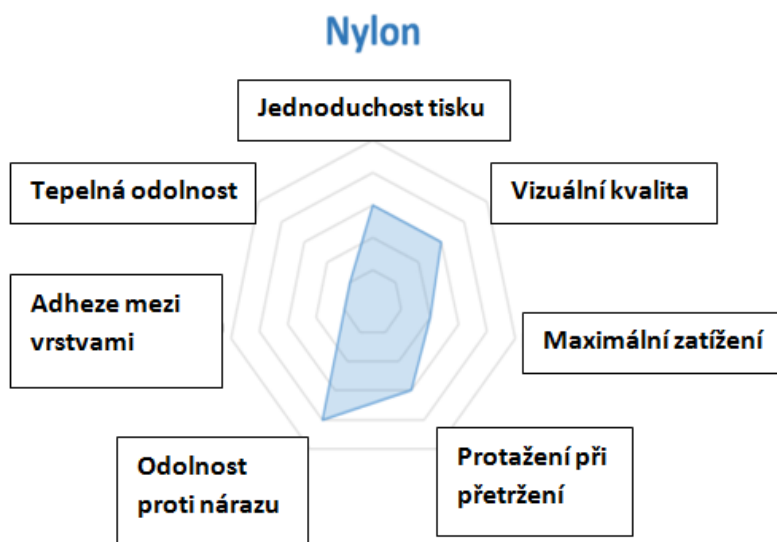 Nylon
Jednoduchost tisku
Tepelná odolnost
Vizuální kvalita
Adheze mezi
vrstvami
Maximální zatížení
Odolnost
proti nárazu
Protažení při
přetržení